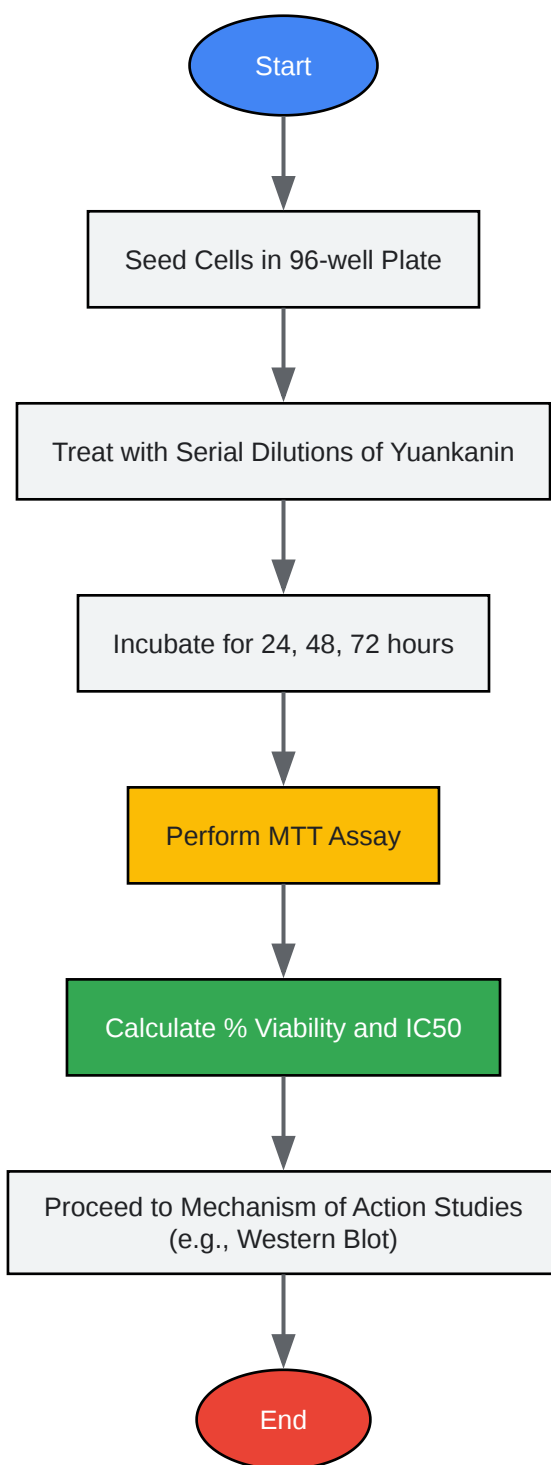 Start
Seed Cells in 96-well Plate
Treat with Serial Dilutions of Yuankanin
Incubate for 24, 48, 72 hours
Perform MTT Assay
Calculate % Viability and IC50
Proceed to Mechanism of Action Studies
(e.g., Western Blot)
End